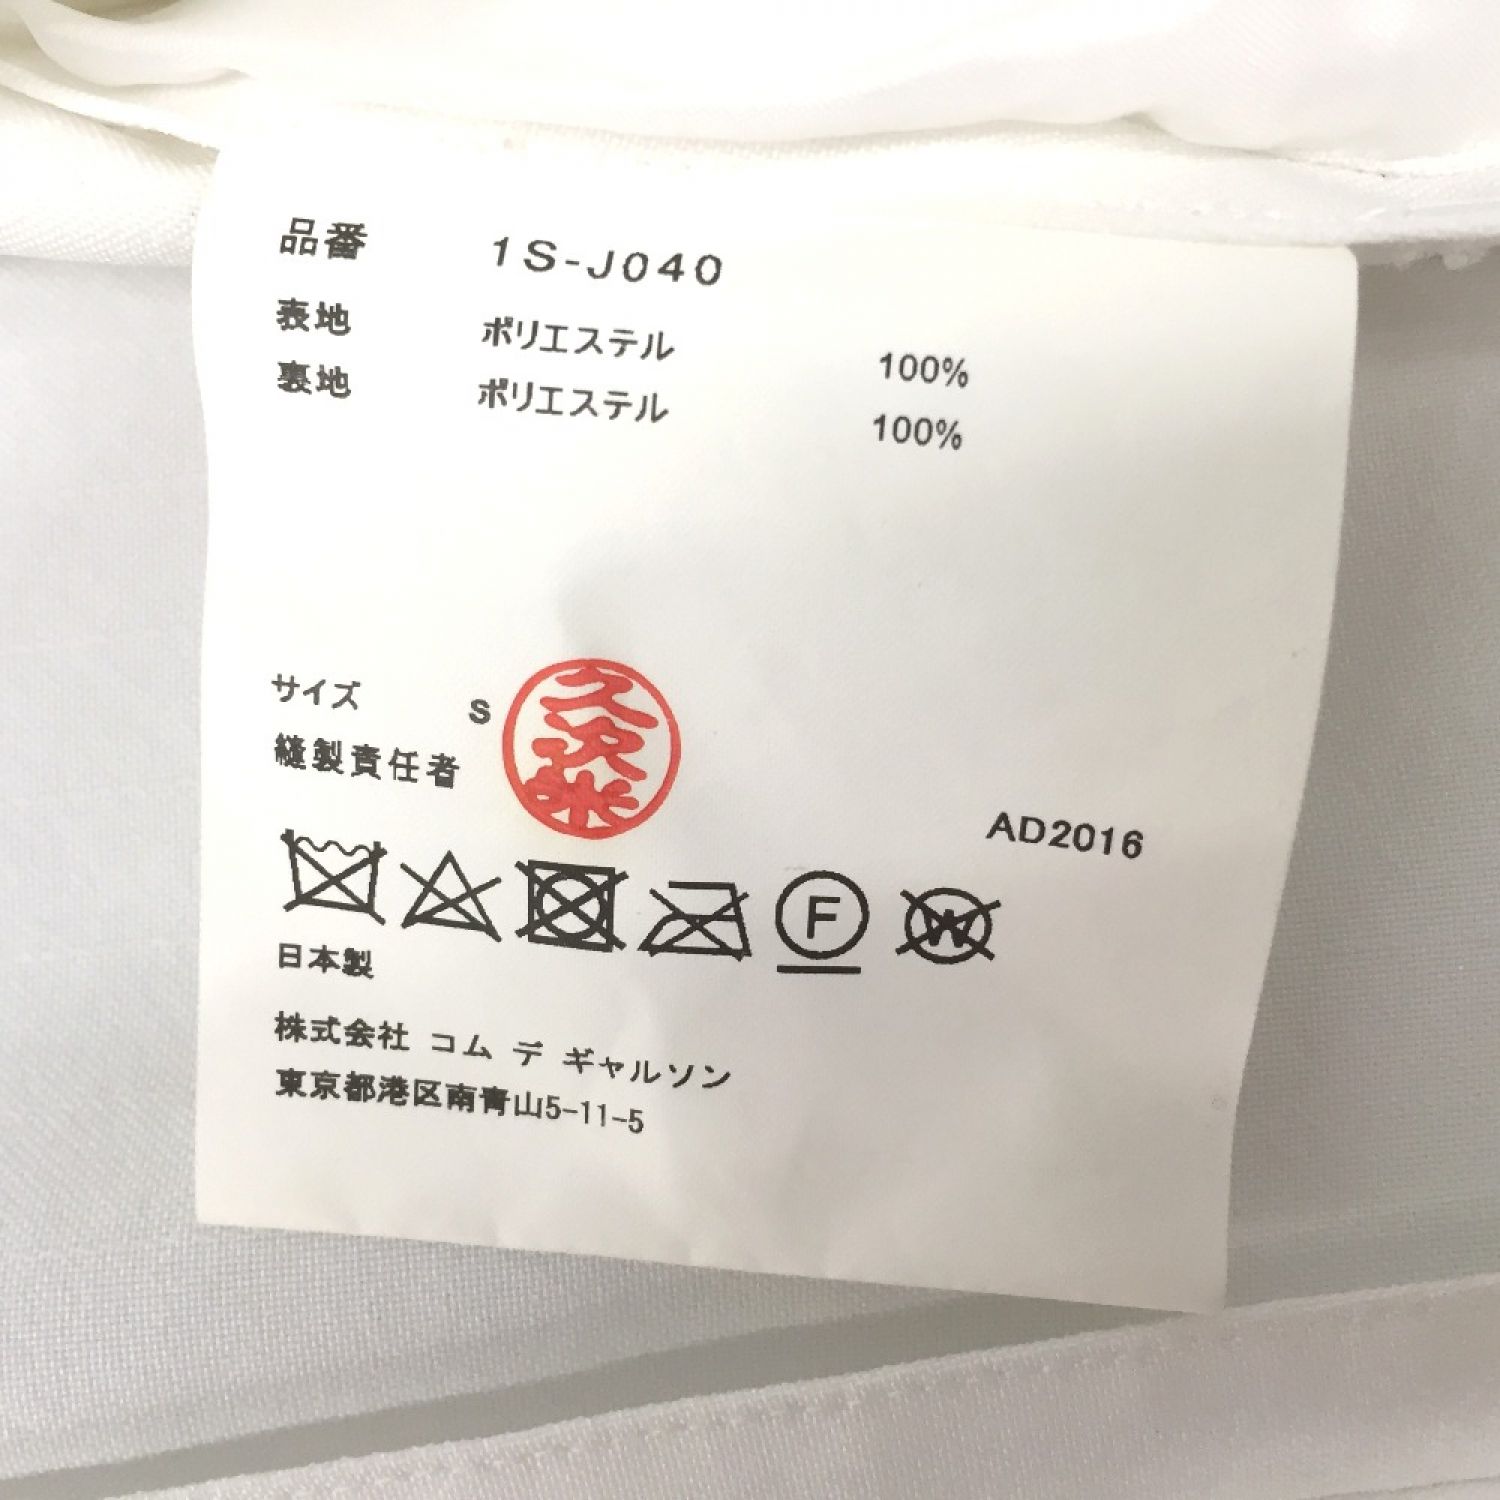 品番 1S-J040
表地 ポリエステル 100%
裏地 ポリエステル 100%
サイズ S
縫製責任者 久次米
AD2016
F W
日本製
株式会社 コム デ ギャルソン
東京都港区南青山5-11-5